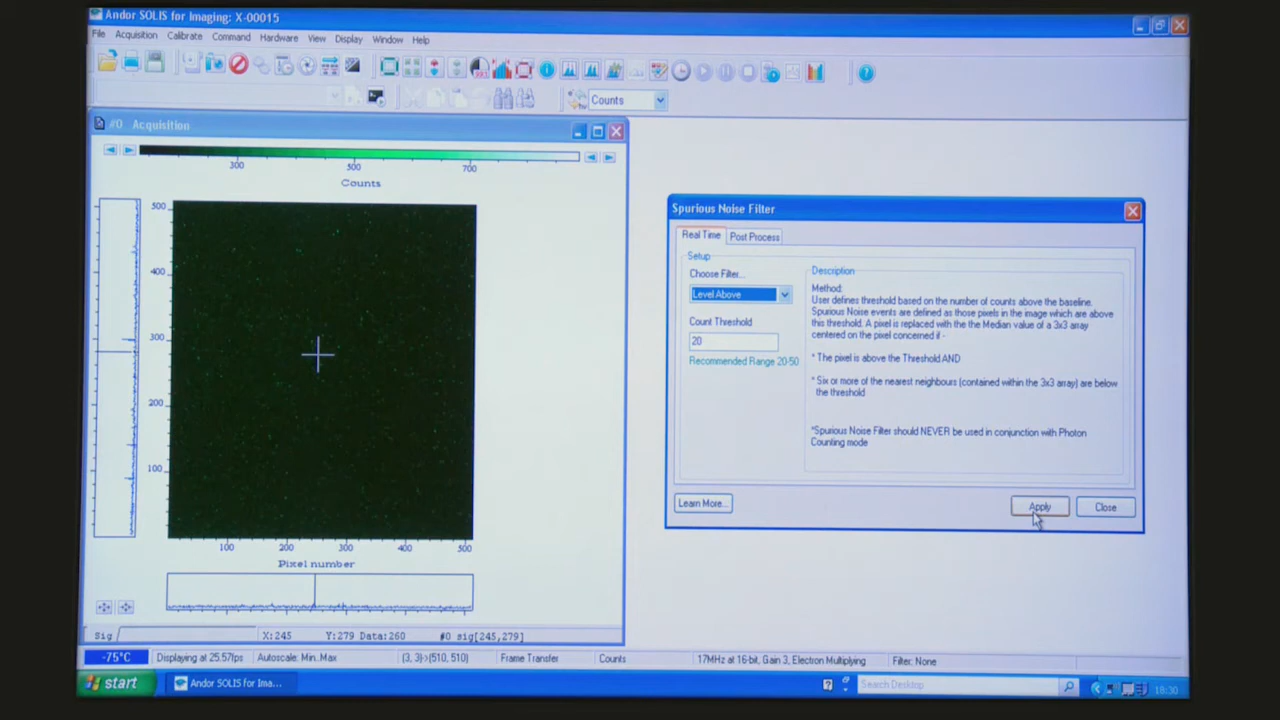 Andor SOLIS for Imaging: X-00015
File Acquisition Calibrate Command Hardware View Display Window Help
Counts
#0 Acquisition
300 500 700
Counts
500
400
300
200
100
100 200 300 400 500
Pixel number
Sig X:245 Y:279 Data:260 #0 sig[245,279]
Spurious Noise Filter
Real Time Post Process
Setup
Choose Filter...
Level Above
Count Threshold
20
Recommended Range 20-50
Description
Method:
User defines threshold based on the number of counts above the baseline.
Spurious Noise events are defined as those pixels in the image which are above
this threshold. A pixel is replaced with the the Median value of a 3x3 array
centered on the pixel concerned if -
* The pixel is above the Threshold AND
* Six or more of the nearest neighbours (contained within the 3x3 array) are below
the threshold
*Spurious Noise Filter should NEVER be used in conjunction with Photon
Counting mode
Learn More... Apply Close
-75°C Displaying at 25.57fps Autoscale: Min..Max (3, 3)->(510, 510) Frame Transfer Counts 17MHz at 16-bit, Gain 3, Electron Multiplying Filter: None
start Andor SOLIS for Ima... Search Desktop 18:30